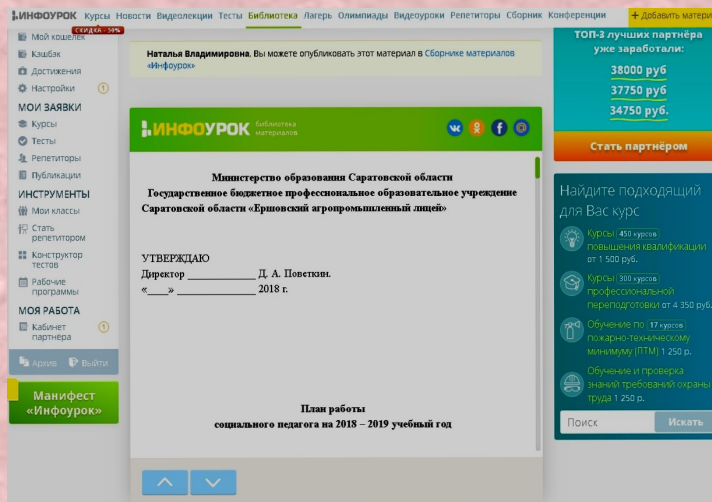 ИНФОУРОК Курсы Новости Видеолекции Тесты Библиотека Лагерь Олимпиады Видеоуроки Репетиторы Сборник Конференции + Добавить матери
СКИДКА - 50%
Мой кошелек
Кэшбэк
Достижения
Настройки 1
МОИ ЗАЯВКИ
Курсы
Тесты
Репетиторы
Публикации
ИНСТРУМЕНТЫ
Мои классы
Стать
репетитором
Конструктор
тестов
Рабочие
программы
МОЯ РАБОТА
Кабинет 1
партнёра
Архив Выйти
Манифест
«Инфоурок»
Наталья Владимировна, Вы можете опубликовать этот материал в Сборнике материалов
«Инфоурок»
ИНФОУРОК библиотека
материалов
Министерство образования Саратовской области
Государственное бюджетное профессиональное образовательное учреждение
Саратовской области «Ершовский агропромышленный лицей»
УТВЕРЖДАЮ
Директор ______________ Д. А. Поветкин.
«____» ________________ 2018 г.
План работы
социального педагога на 2018 – 2019 учебный год
ТОП-3 лучших партнёра
уже заработали:
38000 руб
37750 руб
34750 руб.
Стать партнёром
Найдите подходящий
для Вас курс
Курсы 450 курсов
повышения квалификации
от 1 500 руб.
Курсы 300 курсов
профессиональной
переподготовки от 4 350 руб.
Обучение по 17 курсов
пожарно-техническому
минимуму (ПТМ) 1 250 р.
Обучение и проверка
знаний требований охраны
труда 1 250 р.
Поиск Искать